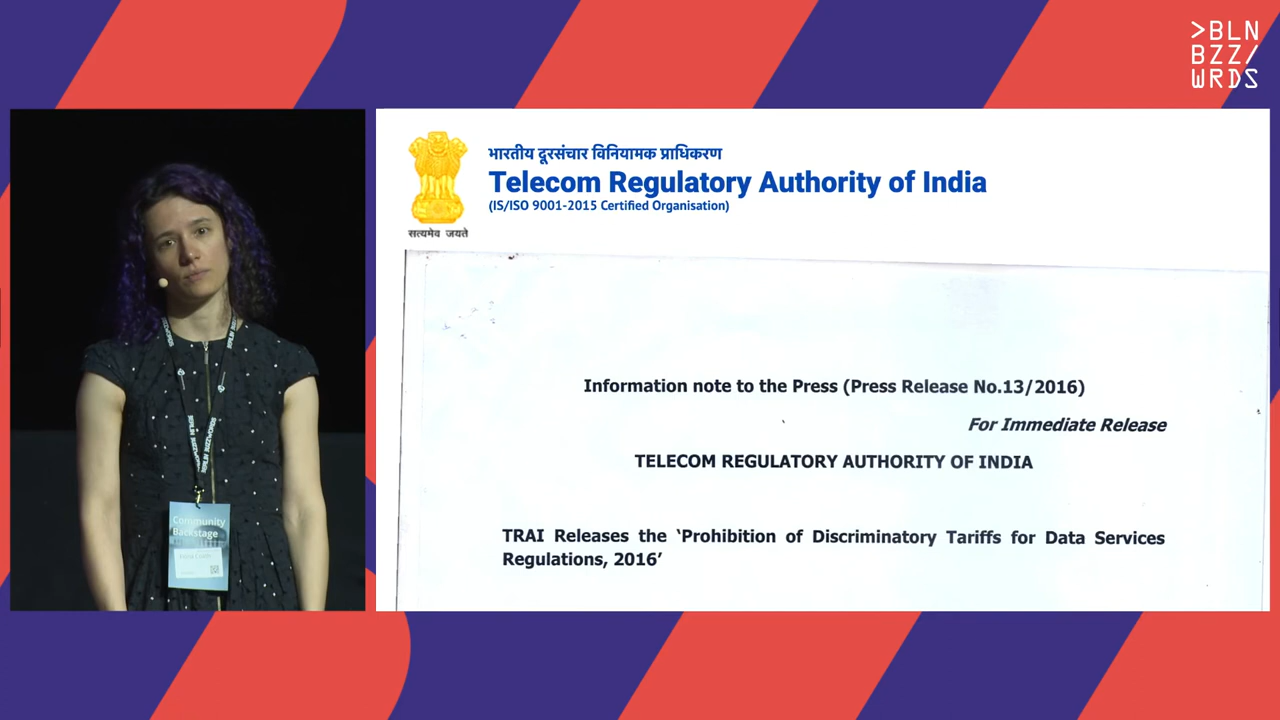 >BLN
BZZ/
WRDS
भारतीय दूरसंचार विनियामक प्राधिकरण
Telecom Regulatory Authority of India
(IS/ISO 9001-2015 Certified Organisation)
सत्यमेव जयते
Information note to the Press (Press Release No.13/2016)
For Immediate Release
TELECOM REGULATORY AUTHORITY OF INDIA
TRAI Releases the ‘Prohibition of Discriminatory Tariffs for Data Services
Regulations, 2016’
Community
Backstage